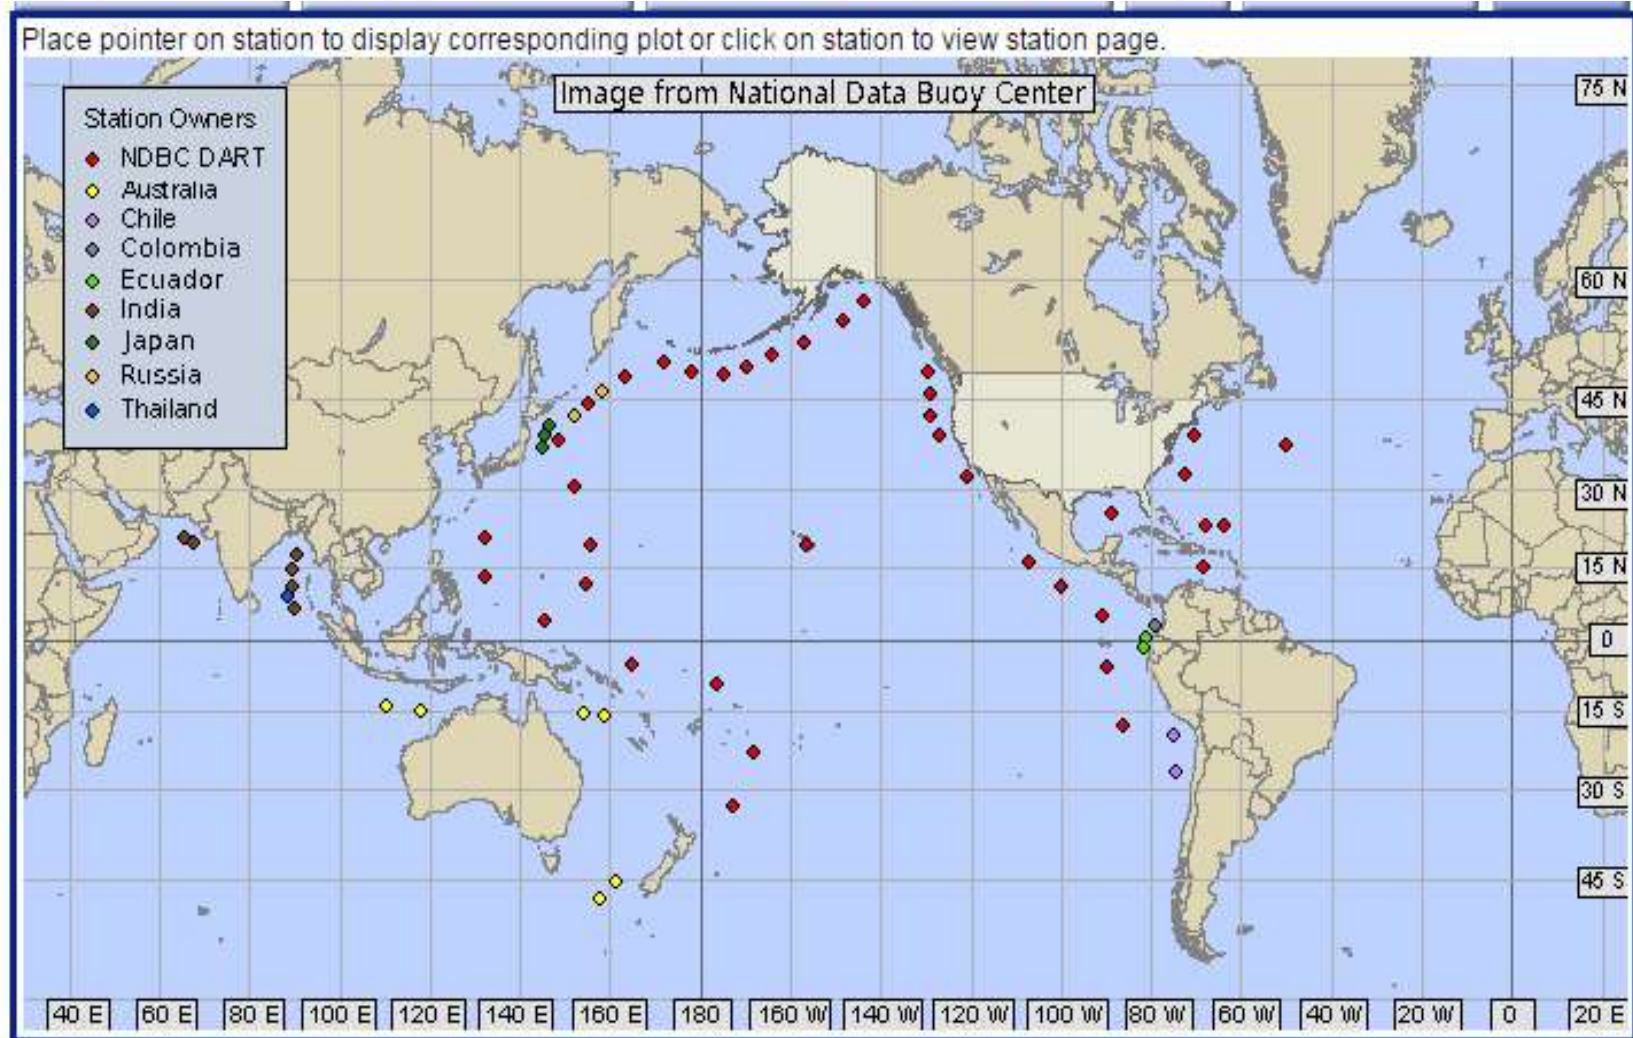 Place pointer on station to display corresponding plot or click on station to view station page.
Image from National Data Buoy Center
Station Owners
NDBC DART
Australia
Chile
Colombia
Ecuador
India
Japan
Russia
Thailand
75 N
60 N
45 N
30 N
15 N
0
15 S
30 S
45 S
40 E
60 E
80 E
100 E
120 E
140 E
160 E
180
160 W
140 W
120 W
100 W
80 W
60 W
40 W
20 W
0
20 E